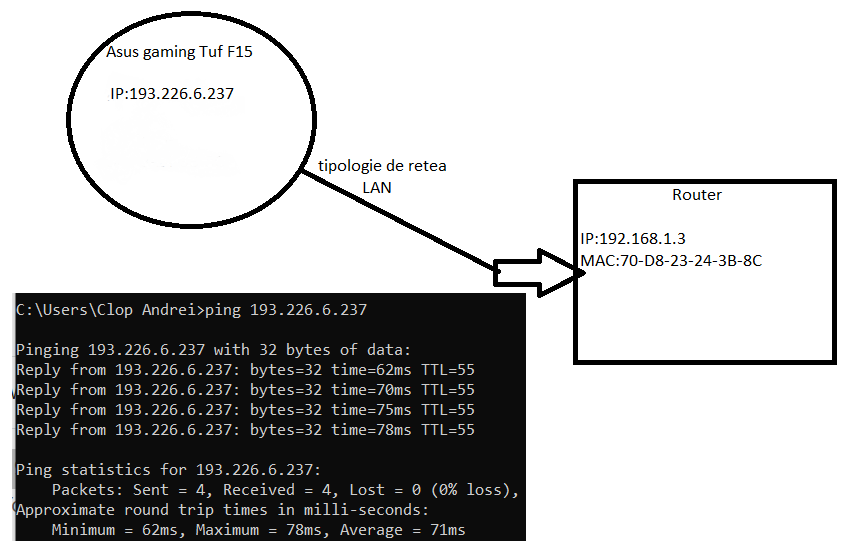 Asus gaming Tuf F15
IP:193.226.6.237
tipologie de retea
LAN
Router
IP:192.168.1.3
MAC:70-D8-23-24-3B-8C
C:\Users\Clop Andrei>ping 193.226.6.237
Pinging 193.226.6.237 with 32 bytes of data:
Reply from 193.226.6.237: bytes=32 time=62ms TTL=55
Reply from 193.226.6.237: bytes=32 time=70ms TTL=55
Reply from 193.226.6.237: bytes=32 time=75ms TTL=55
Reply from 193.226.6.237: bytes=32 time=78ms TTL=55
Ping statistics for 193.226.6.237:
Packets: Sent = 4, Received = 4, Lost = 0 (0% loss),
Approximate round trip times in milli-seconds:
Minimum = 62ms, Maximum = 78ms, Average = 71ms